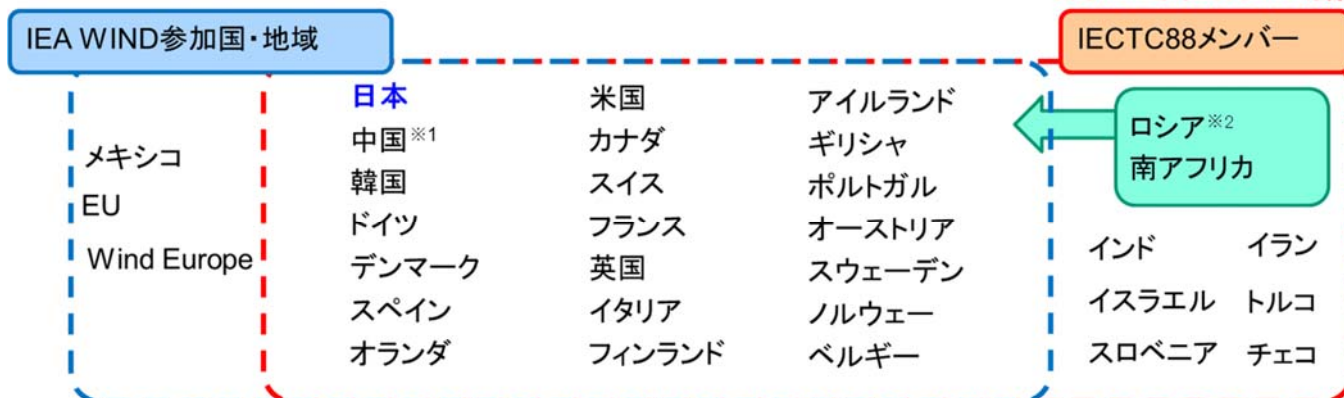 IEA WIND参加国・地域
IECTC88メンバー
メキシコ
EU
Wind Europe
日本
中国※1
韓国
ドイツ
デンマーク
スペイン
オランダ
米国
カナダ
スイス
フランス
英国
イタリア
フィンランド
アイルランド
ギリシャ
ポルトガル
オーストリア
スウェーデン
ノルウェー
ベルギー
ロシア※2
南アフリカ
インド イラン
イスラエル トルコ
スロベニア チェコ